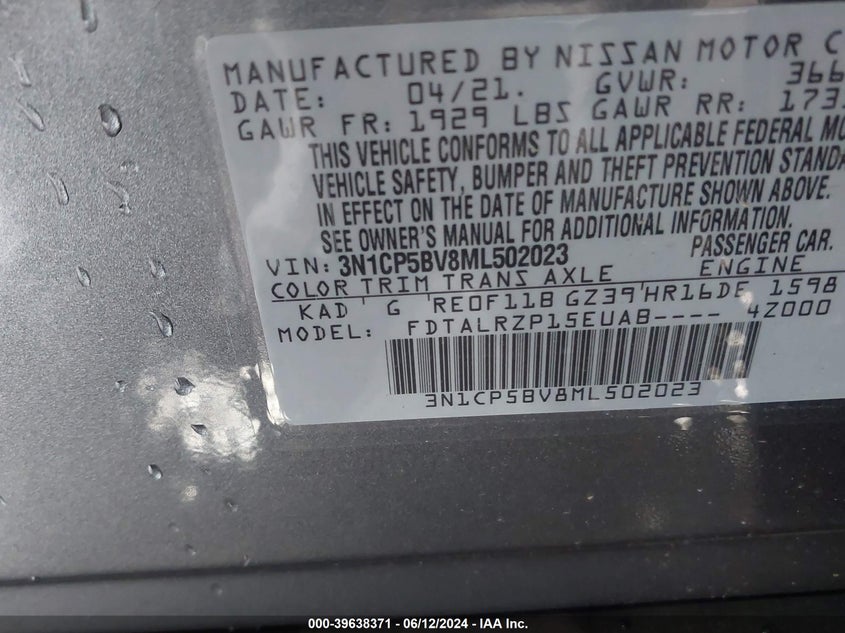 MANUFACTURED BY NISSAN MOTOR C
DATE: 04/21. GVWR: 366
GAWR FR: 1929 LBS GAWR RR: 173
THIS VEHICLE CONFORMS TO ALL APPLICABLE FEDERAL MO
VEHICLE SAFETY, BUMPER AND THEFT PREVENTION STANDA
IN EFFECT ON THE DATE OF MANUFACTURE SHOWN ABOVE.
SEE OWNER'S MANUAL FOR ADDITIONAL INFORMATION.
VIN: 3N1CP5BV8ML502023 PASSENGER CAR.
COLOR TRIM TRANS AXLE ENGINE
KAD G RE0F11B GZ39 HR16DE 1598
MODEL: FDTALRZP15EUAB---- 4Z000
3N1CP5BV8ML502023
000-39638371 - 06/12/2024 - IAA Inc.